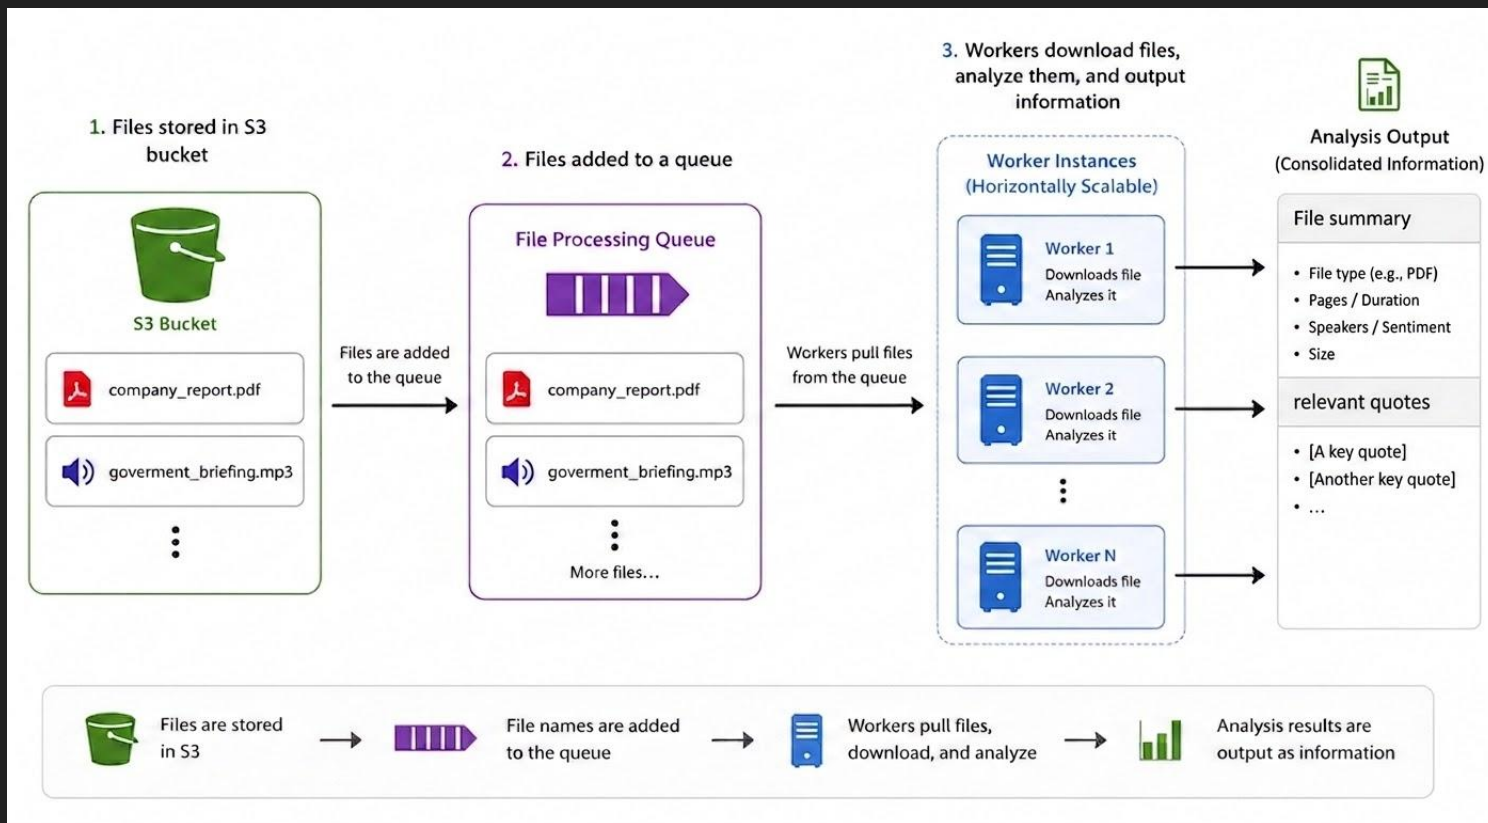 1. Files stored in S3
bucket
S3 Bucket
company_report.pdf
goverment_briefing.mp3
Files are added
to the queue
2. Files added to a queue
File Processing Queue
company_report.pdf
goverment_briefing.mp3
More files...
Workers pull files
from the queue
3. Workers download files,
analyze them, and output
information
Worker Instances
(Horizontally Scalable)
Worker 1
Downloads file
Analyzes it
Worker 2
Downloads file
Analyzes it
Worker N
Downloads file
Analyzes it
Analysis Output
(Consolidated Information)
File summary
• File type (e.g., PDF)
• Pages / Duration
• Speakers / Sentiment
• Size
relevant quotes
• [A key quote]
• [Another key quote]
• ...
Files are stored
in S3
File names are added
to the queue
Workers pull files,
download, and analyze
Analysis results are
output as information